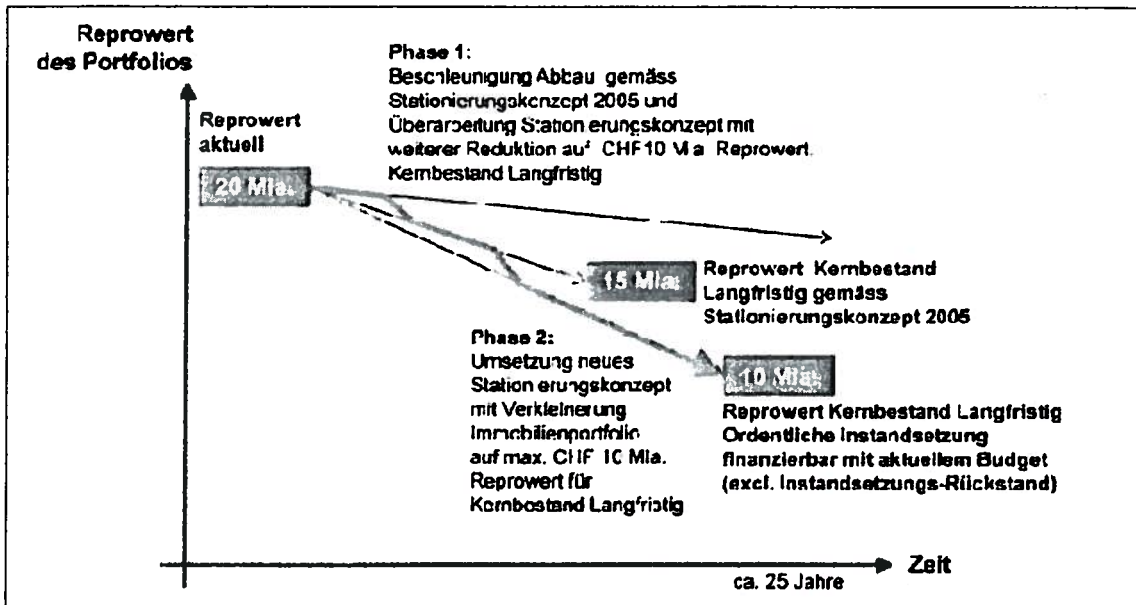 Reprowert
des Portfolios
Reprowert
aktuell
20 Mia.
Phase 1:
Beschleunigung Abbau gemäss
Stationierungskonzept 2005 und
Überarbeitung Stationierungskonzept mit
weiterer Reduktion auf CHF 10 Mia Reprowert.
Kernbestand Langfristig
15 Mia.
Reprowert Kernbestand
Langfristig gemäss
Stationierungskonzept 2005
Phase 2:
Umsetzung neues
Stationierungskonzept
mit Verkleinerung
Immobilienportfolio
auf max. CHF 10 Mia.
Reprowert für
Kernbestand Langfristig
10 Mia.
Reprowert Kernbestand Langfristig
Ordentliche Instandsetzung
finanzierbar mit aktuellem Budget
(excl. Instandsetzungs-Rückstand)
Zeit
ca. 25 Jahre